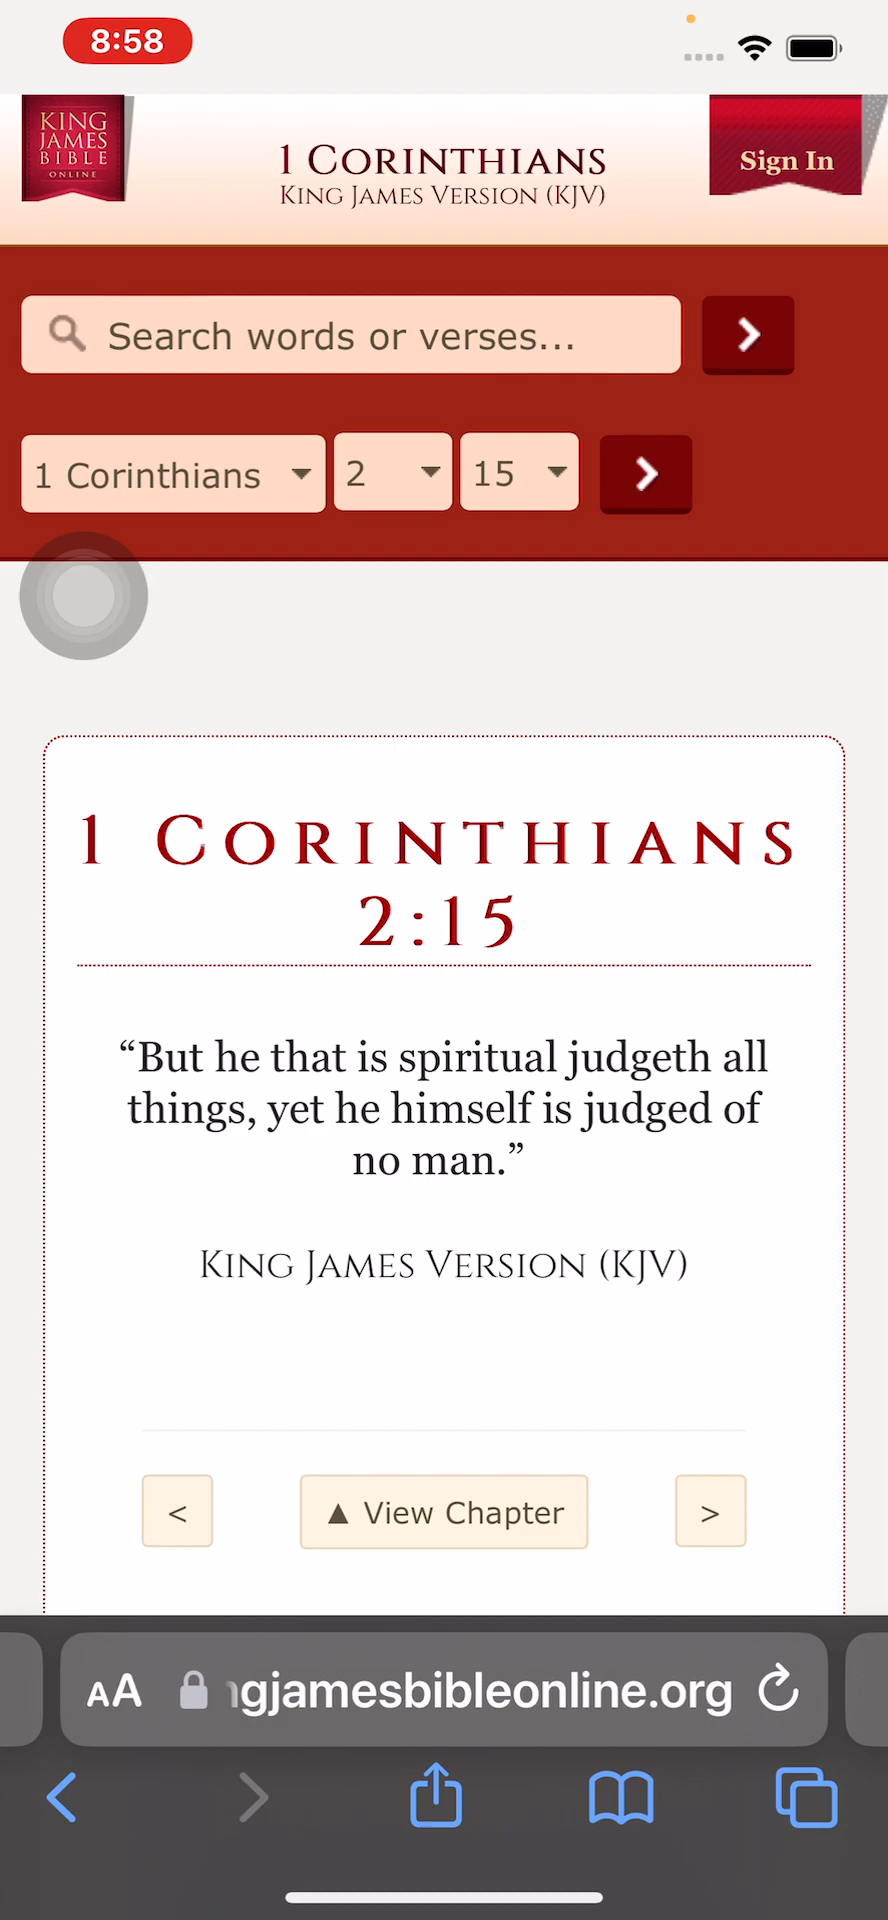 8:58
KING
JAMES
BIBLE
ONLINE
1 CORINTHIANS
KING JAMES VERSION (KJV)
Sign In
Search words or verses...
1 Corinthians 2 15
1 CORINTHIANS
2:15
“But he that is spiritual judgeth all
things, yet he himself is judged of
no man.”
KING JAMES VERSION (KJV)
< ▲ View Chapter >
AA gjamesbibleonline.org